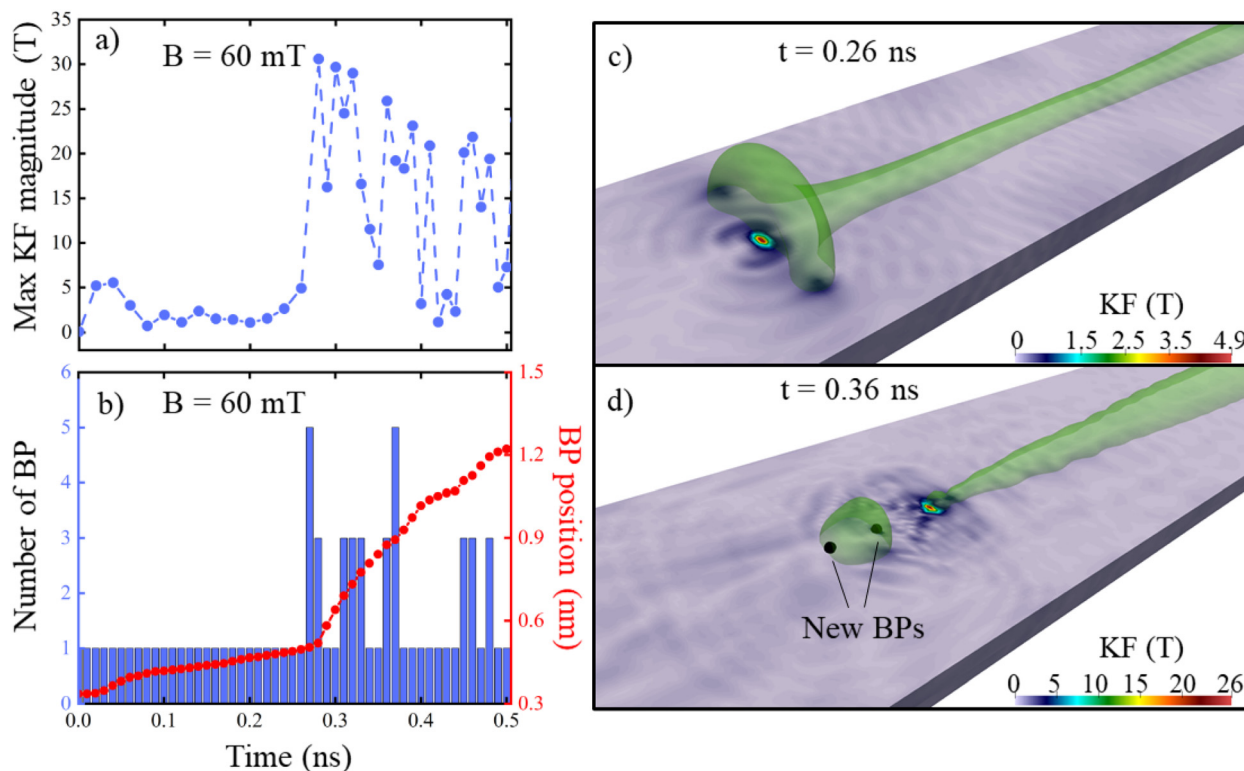 a)
B = 60 mT
Max KF magnitude (T)
35
30
25
20
15
10
5
0
b)
B = 60 mT
Number of BP
6
5
4
3
2
1
0
BP position (nm)
1.5
1.2
0.9
0.6
0.3
0.0 0.1 0.2 0.3 0.4 0.5
Time (ns)
c)
t = 0.26 ns
KF (T)
0 1.5 2.5 3.5 4.9
d)
t = 0.36 ns
New BPs
KF (T)
0 5 10 15 20 26